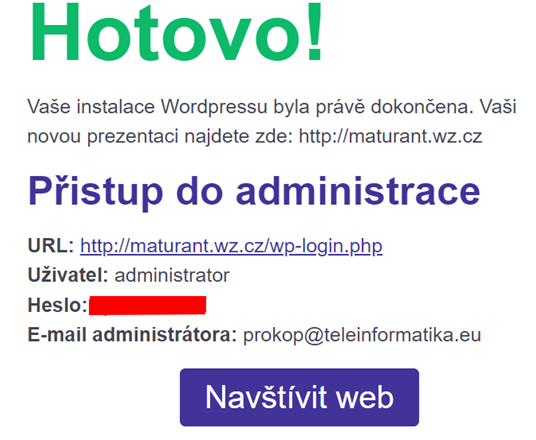 Hotovo!
Vaše instalace Wordpressu byla právě dokončena. Vaši
novou prezentaci najdete zde: http://maturant.wz.cz
Přistup do administrace
URL: http://maturant.wz.cz/wp-login.php
Uživatel: administrator
Heslo:
E-mail administrátora: prokop@teleinformatika.eu
Navštívit web